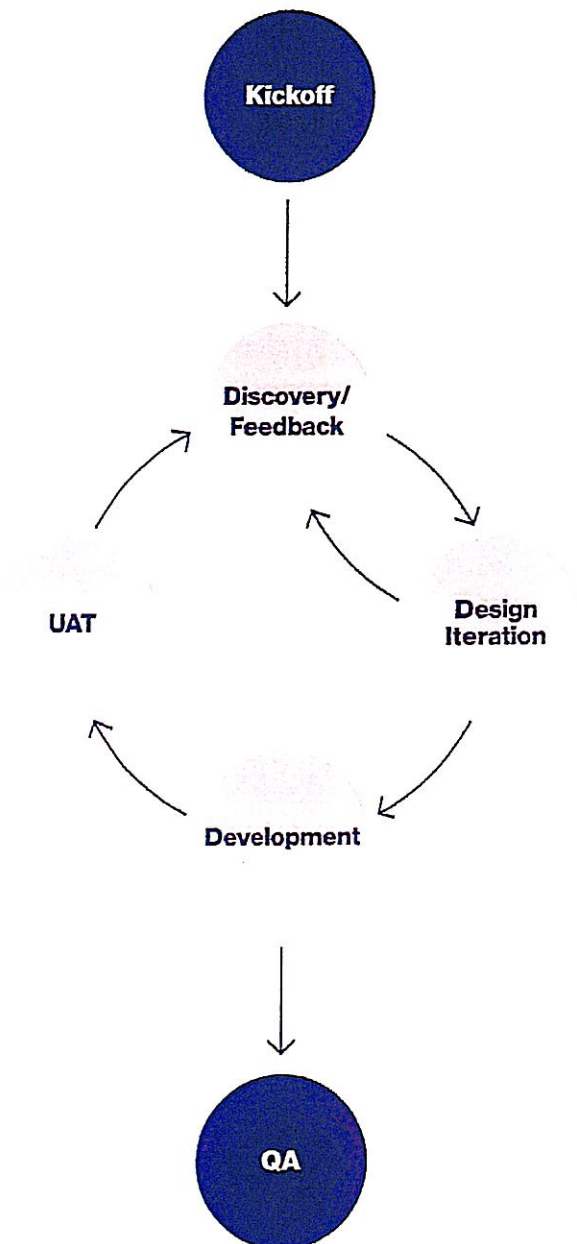 Kickoff
Discovery/
Feedback
UAT
Design
Iteration
Development
QA